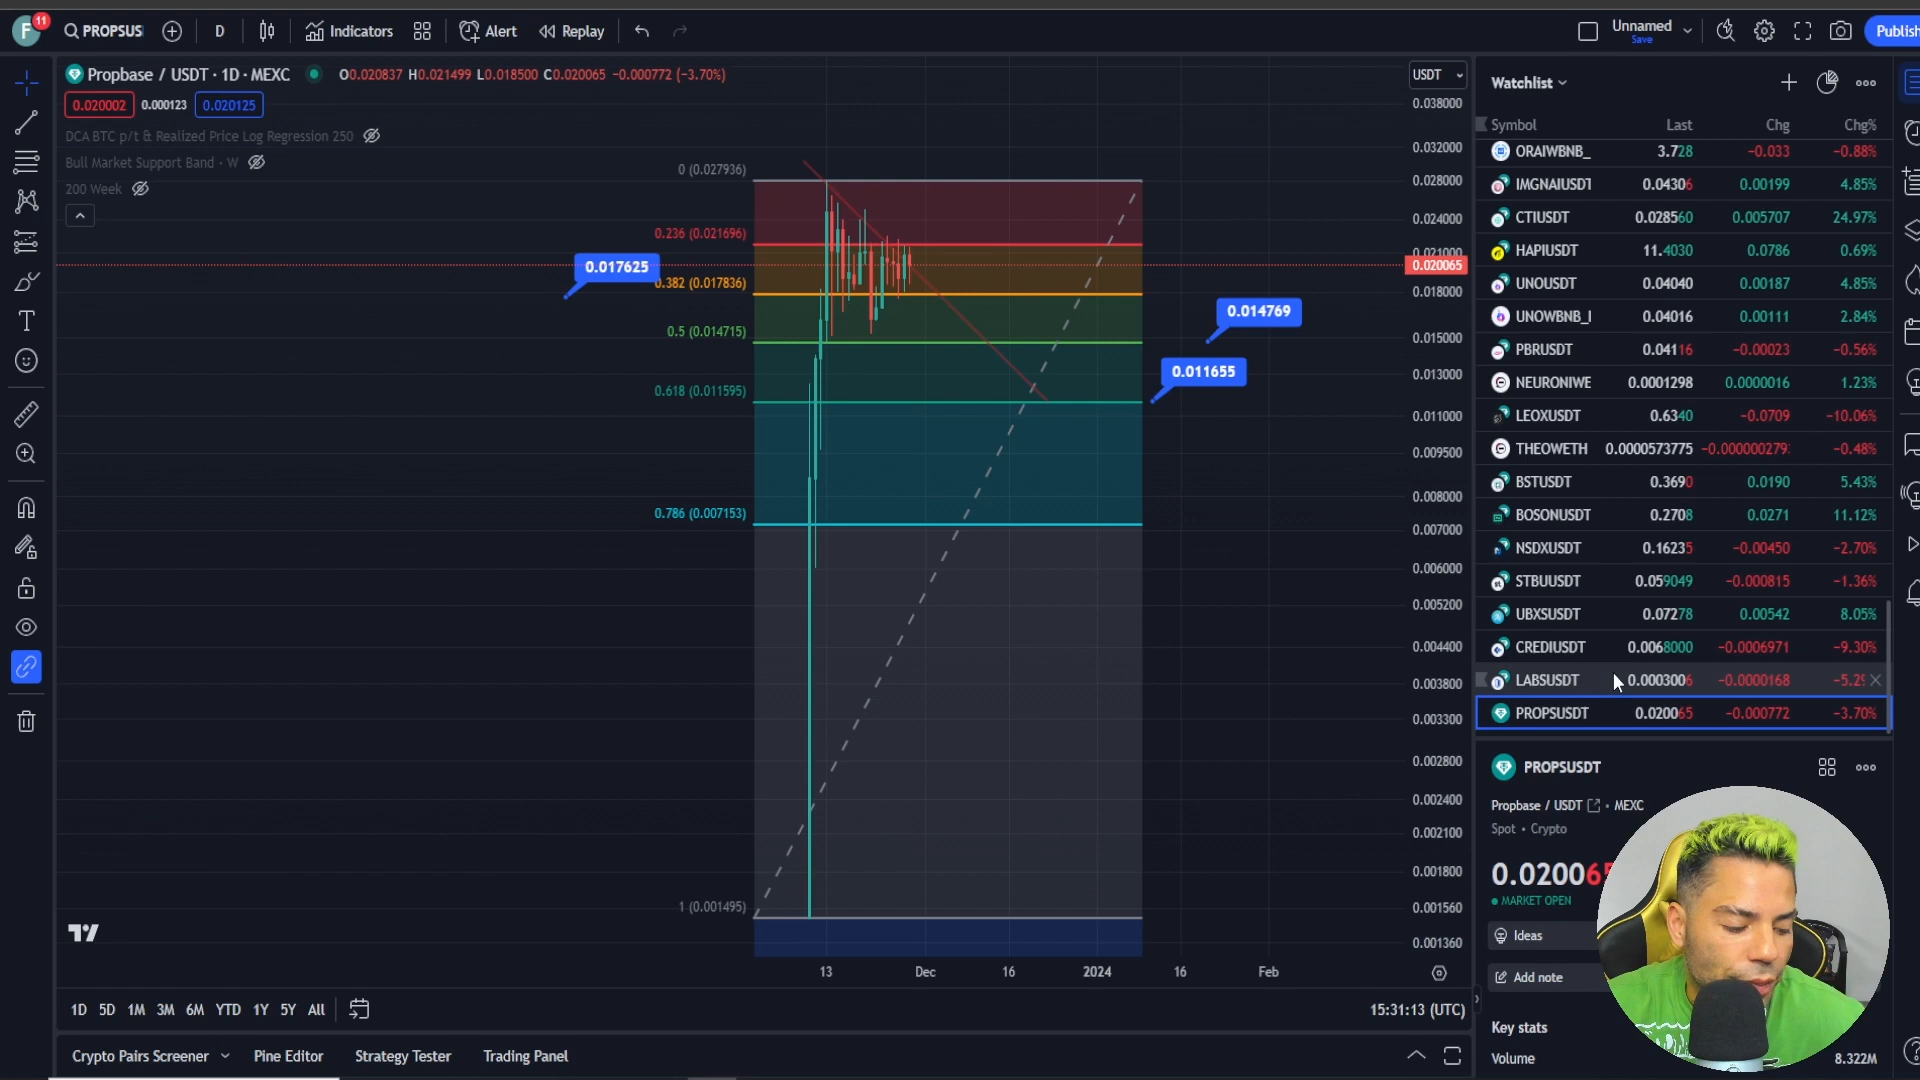 F 11 PROPSUS D Indicators Alert Replay Unnamed Save Publish
Propbase / USDT · 1D · MEXC O0.020837 H0.021499 L0.018500 C0.020065 −0.000772 (−3.70%)
0.020002 0.000123 0.020125
DCA BTC p/t & Realized Price Log Regression 250
Bull Market Support Band · W
200 Week
0 (0.027936)
0.236 (0.021696)
0.382 (0.017836)
0.5 (0.014715)
0.618 (0.011595)
0.786 (0.007153)
1 (0.001495)
0.017625
0.014769
0.011655
USDT
0.038000
0.032000
0.028000
0.024000
0.021000
0.020065
0.018000
0.015000
0.013000
0.011000
0.009500
0.008000
0.007000
0.006000
0.005200
0.004400
0.003800
0.003300
0.002800
0.002400
0.002100
0.001800
0.001560
0.001360
13 Dec 16 2024 16 Feb
1D 5D 1M 3M 6M YTD 1Y 5Y All 15:31:13 (UTC)
Crypto Pairs Screener Pine Editor Strategy Tester Trading Panel
Watchlist
Symbol Last Chg Chg%
ORAIWBNB_ 3.728 −0.033 −0.88%
IMGNAIUSDT 0.04306 0.00199 4.85%
CTIUSDT 0.028560 0.005707 24.97%
HAPIUSDT 11.4030 0.0786 0.69%
UNOUSDT 0.04040 0.00187 4.85%
UNOWBNB_ 0.04016 0.00111 2.84%
PBRUSDT 0.04116 −0.00023 −0.56%
NEURONIWE 0.0001298 0.0000016 1.23%
LEOXUSDT 0.6340 −0.0709 −10.06%
THEOWETH 0.0000573775 −0.000000279 −0.48%
BSTUSDT 0.3690 0.0190 5.43%
BOSONUSDT 0.2708 0.0271 11.12%
NSDXUSDT 0.16235 −0.00450 −2.70%
STBUUSDT 0.059049 −0.000815 −1.36%
UBXSUSDT 0.07278 0.00542 8.05%
CREDIUSDT 0.0068000 −0.0006971 −9.30%
LABSUSDT 0.0003006 −0.0000168 −5.29
PROPSUSDT 0.020065 −0.000772 −3.70%
PROPSUSDT
Propbase / USDT • MEXC
Spot • Crypto
0.020065
MARKET OPEN
Ideas
Add note
Key stats
Volume 8.322M